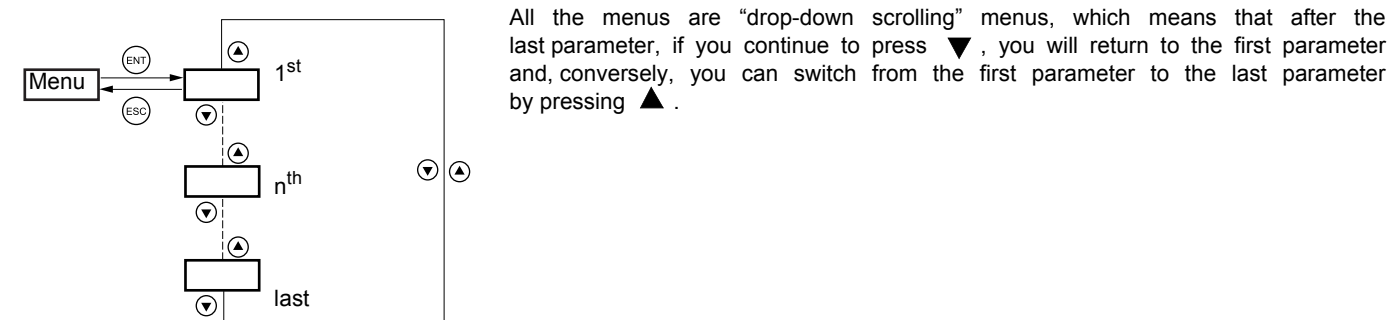 ENT
Menu
ESC
1st
nth
last
All the menus are “drop-down scrolling” menus, which means that after the
last parameter, if you continue to press ▼ , you will return to the first parameter
and, conversely, you can switch from the first parameter to the last parameter
by pressing ▲ .